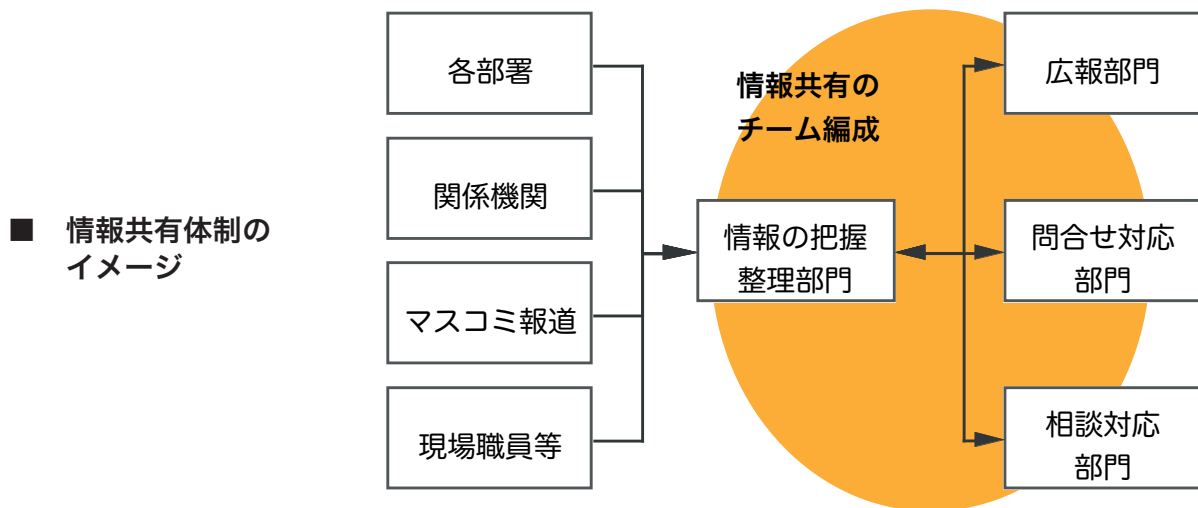 ■ 情報共有体制の
イメージ
各部署
関係機関
マスコミ報道
現場職員等
情報共有の
チーム編成
情報の把握
整理部門
広報部門
問合せ対応
部門
相談対応
部門